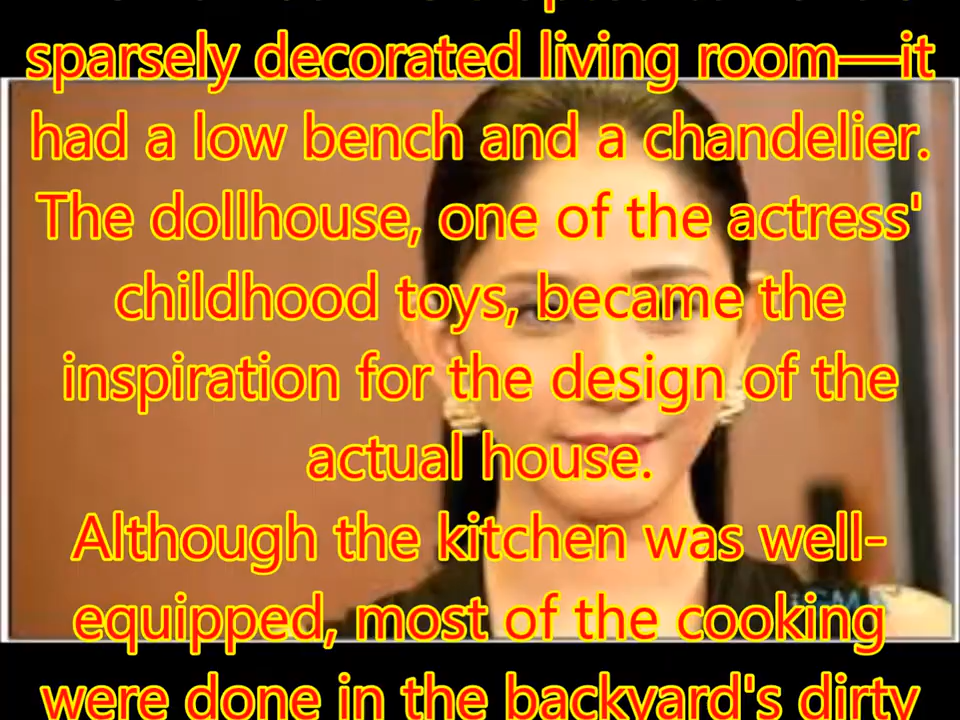 sparsely decorated living room—it
had a low bench and a chandelier.
The dollhouse, one of the actress'
childhood toys, became the
inspiration for the design of the
actual house.
Although the kitchen was well-
equipped, most of the cooking
were done in the backyard's dirty